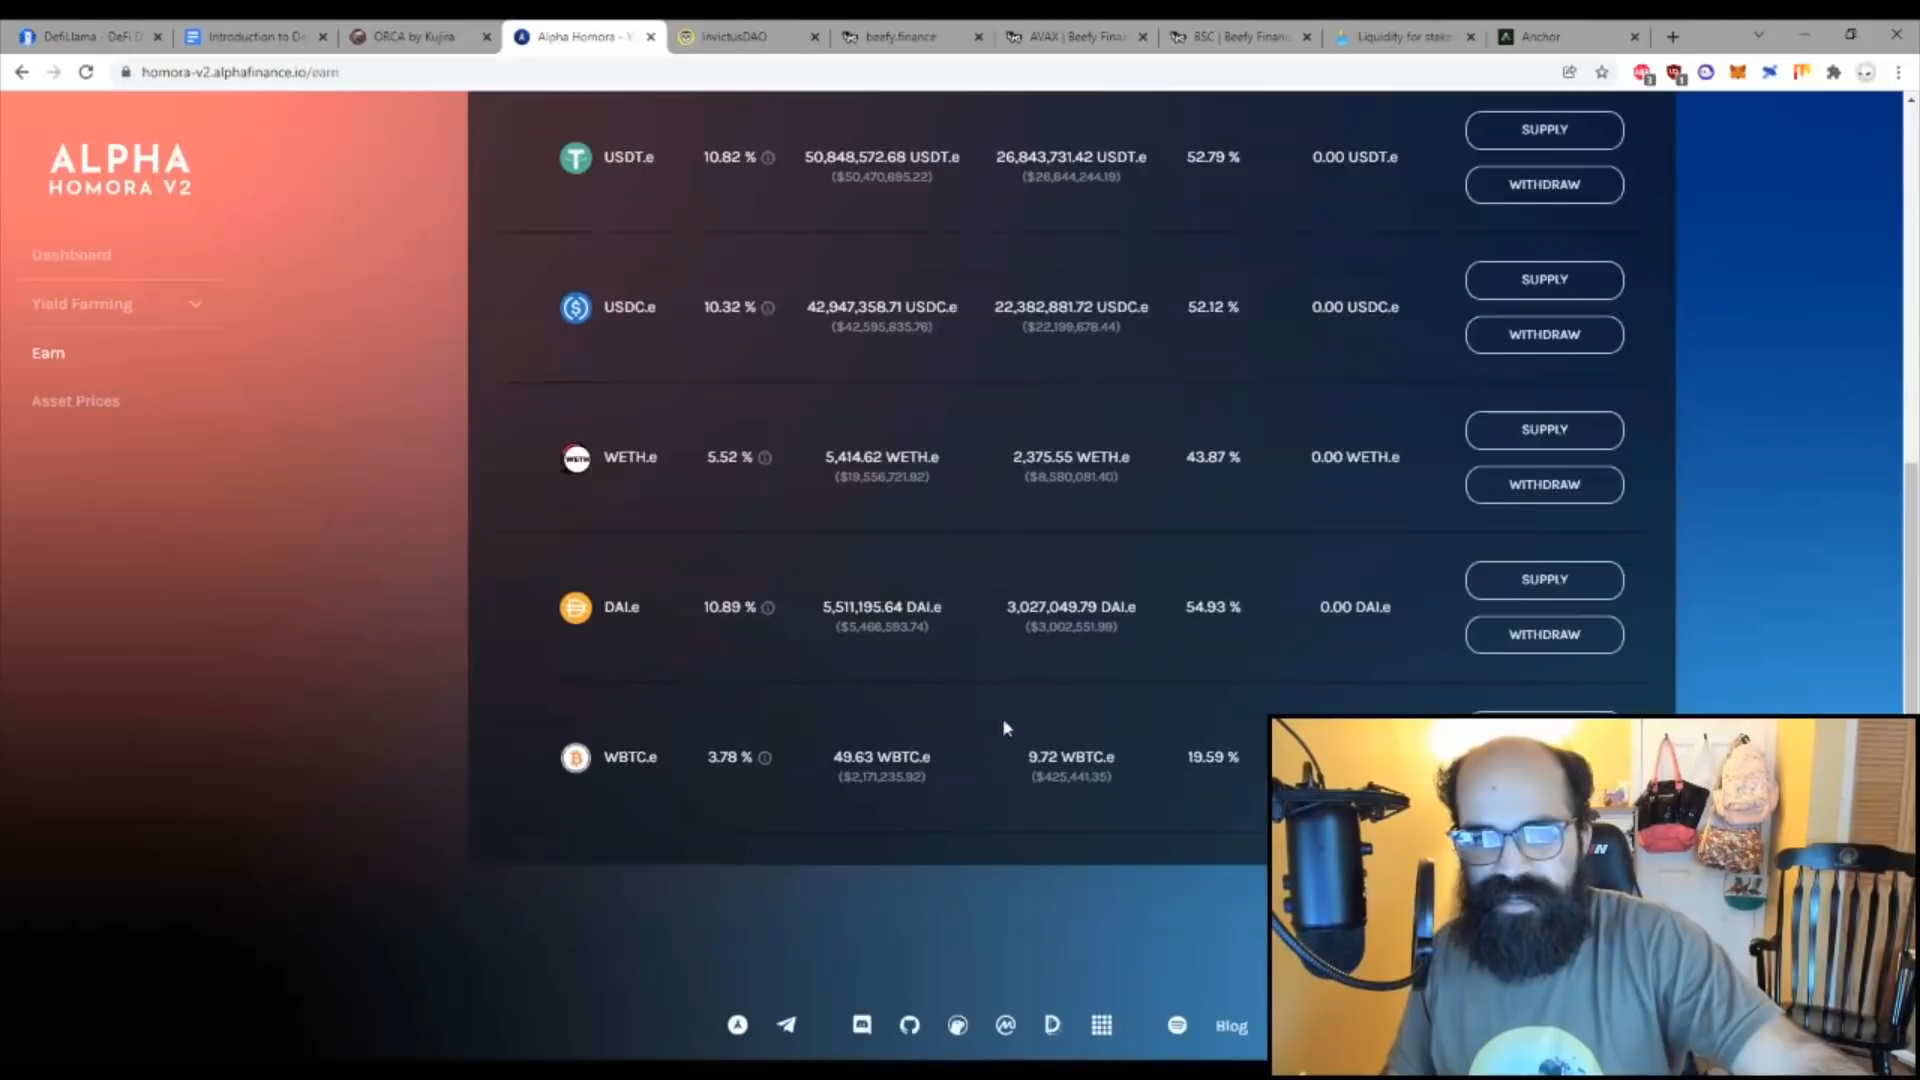 DefiLlama - DeFi D
Introduction to De
ORCA by Kujira
Alpha Homora - Y
InvictusDAO
beefy.finance
AVAX | Beefy Finan
BSC | Beefy Financ
Liquidity for stake
Anchor
homora-v2.alphafinance.io/earn
ALPHA
HOMORA V2
Dashboard
Yield Farming
Earn
Asset Prices
USDT.e 10.82 % 50,848,572.68 USDT.e 26,843,731.42 USDT.e 52.79 % 0.00 USDT.e
($50,470,695.22) ($26,644,244.19)
SUPPLY
WITHDRAW
USDC.e 10.32 % 42,947,358.71 USDC.e 22,382,881.72 USDC.e 52.12 % 0.00 USDC.e
($42,595,835.76) ($22,199,678.44)
SUPPLY
WITHDRAW
WETH.e 5.52 % 5,414.62 WETH.e 2,375.55 WETH.e 43.87 % 0.00 WETH.e
($19,556,721.92) ($8,580,081.40)
SUPPLY
WITHDRAW
DAI.e 10.89 % 5,511,195.64 DAI.e 3,027,049.79 DAI.e 54.93 % 0.00 DAI.e
($5,466,593.74) ($3,002,551.99)
SUPPLY
WITHDRAW
WBTC.e 3.78 % 49.63 WBTC.e 9.72 WBTC.e 19.59 %
($2,171,235.92) ($425,441.35)
Blog